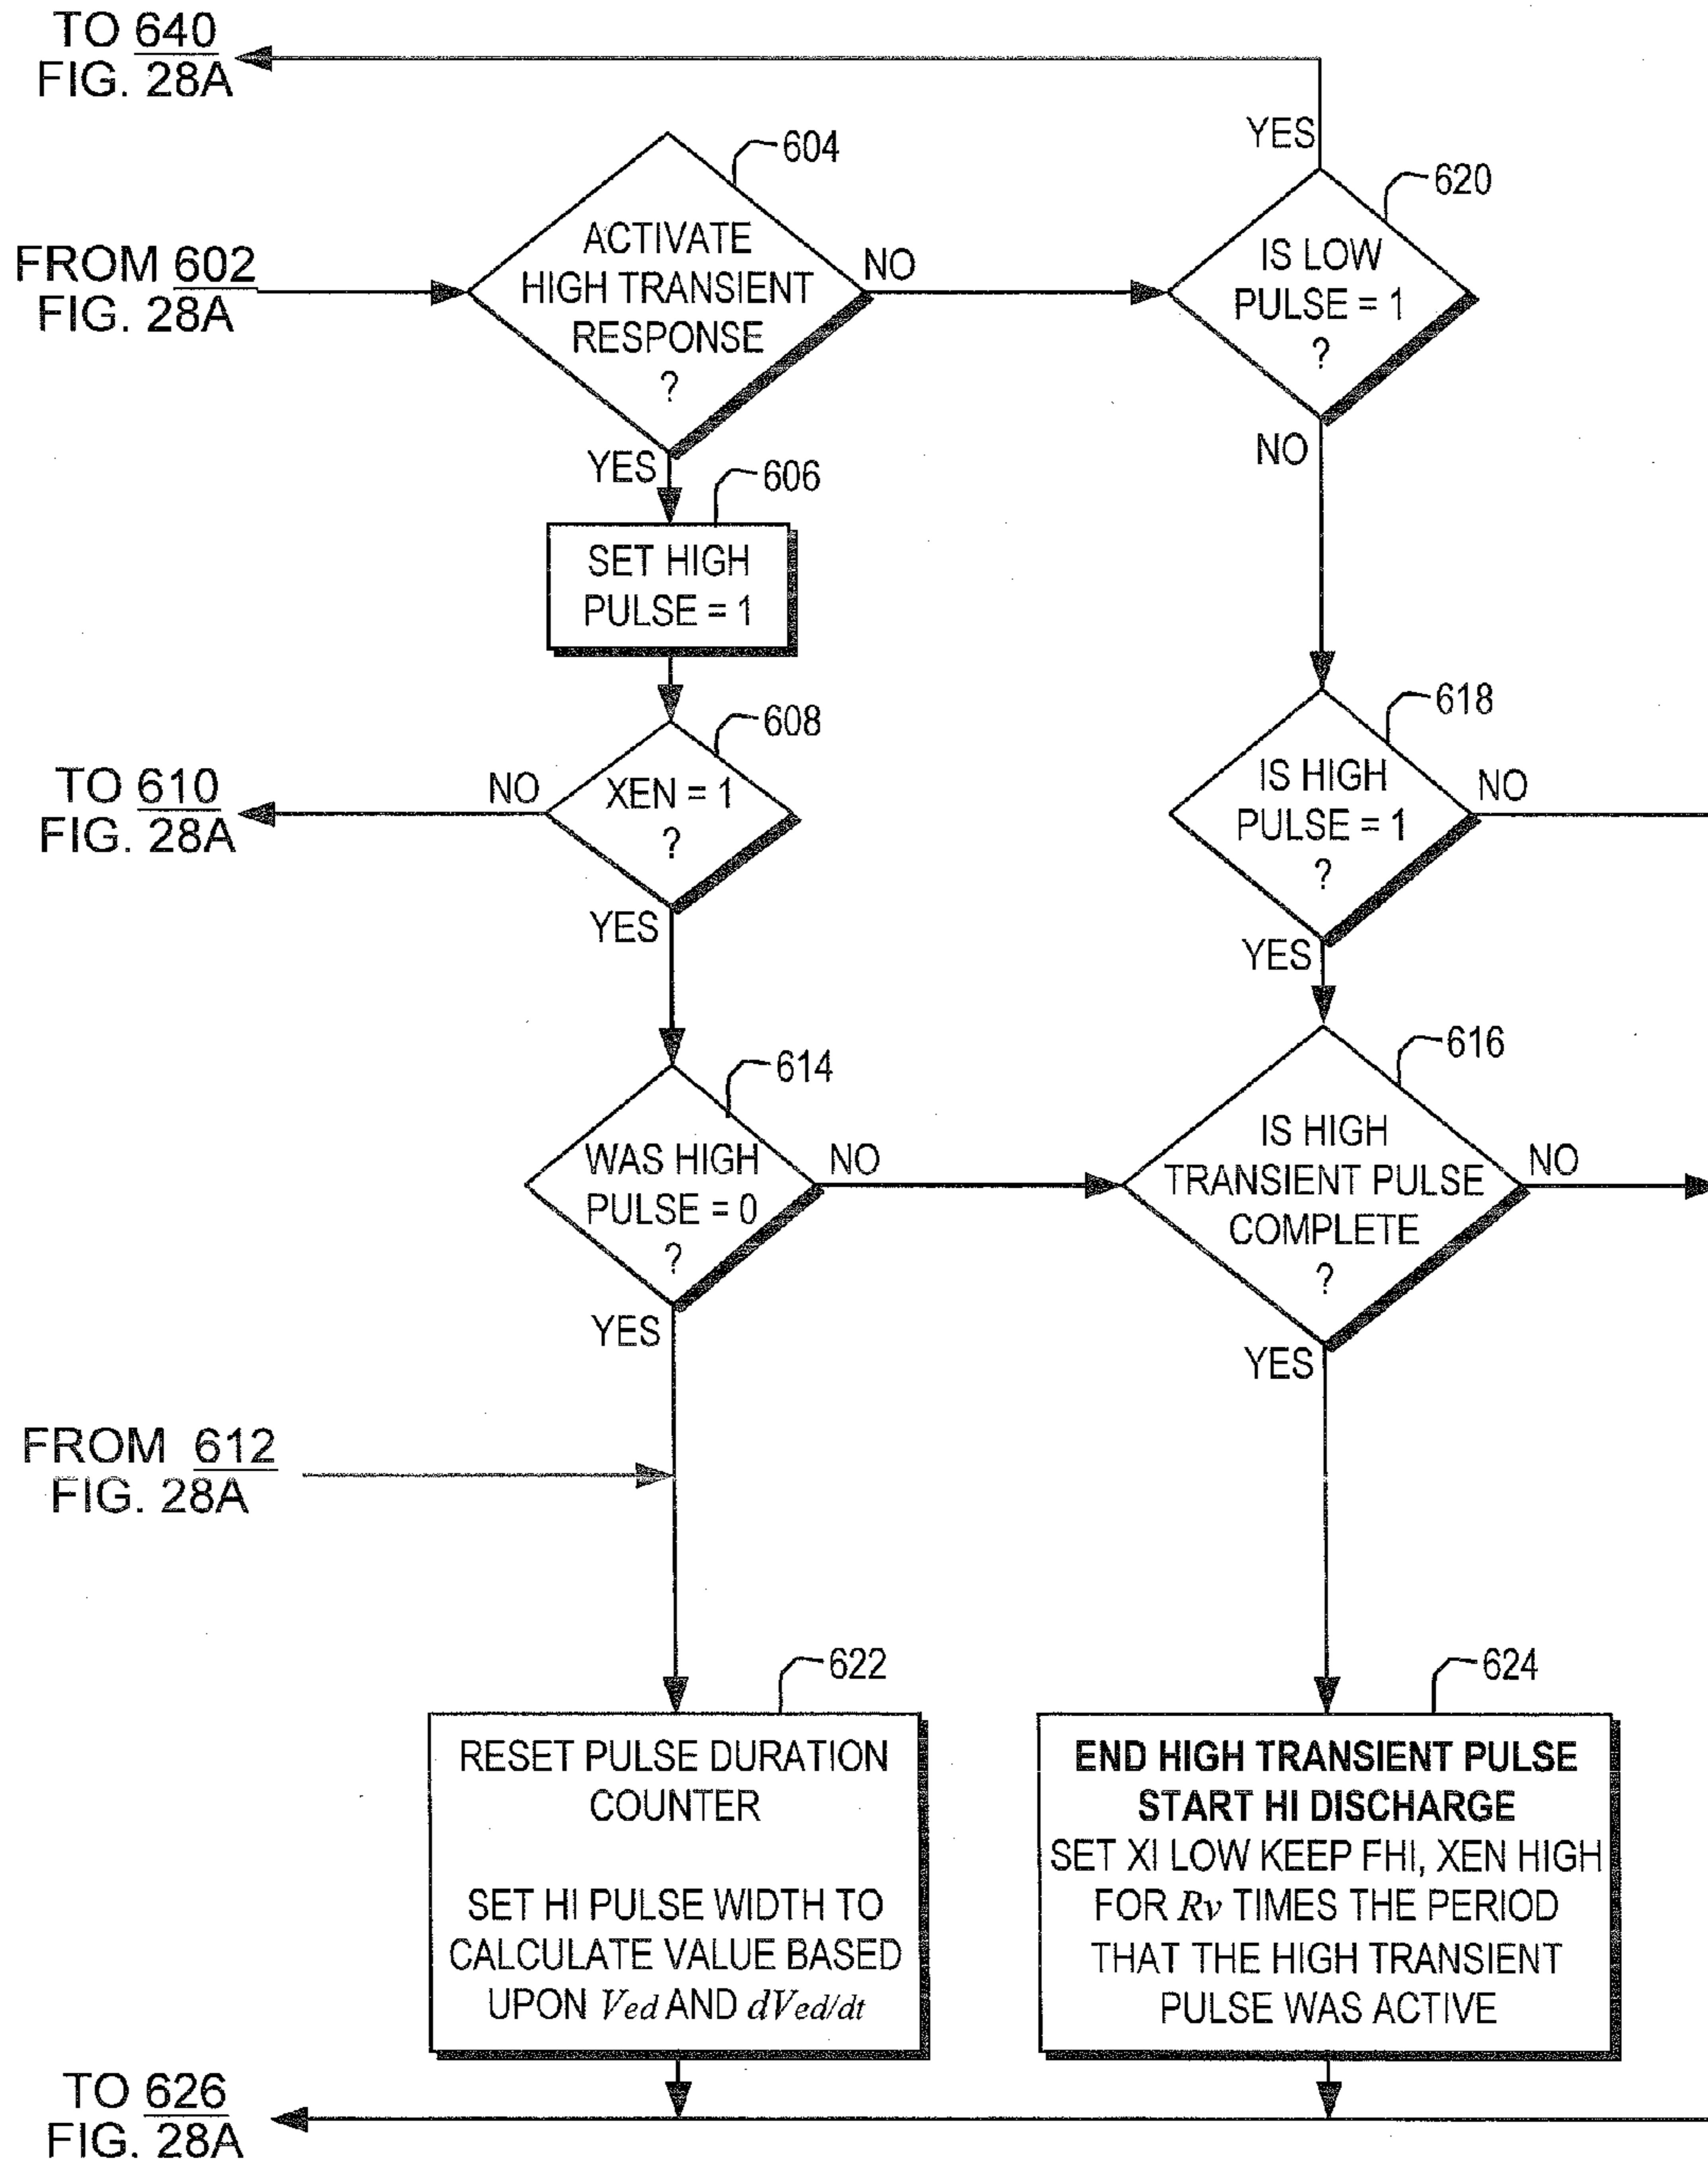 TO 640
FIG. 28A
YES
604
620
ACTIVATE
HIGH TRANSIENT
RESPONSE
?
NO
IS LOW
PULSE = 1
?
FROM 602
FIG. 28A
YES
NO
606
SET HIGH
PULSE = 1
608
618
TO 610
FIG. 28A
NO
XEN = 1
?
IS HIGH
PULSE = 1
?
NO
YES
YES
614
616
WAS HIGH
PULSE = 0
?
NO
IS HIGH
TRANSIENT PULSE
COMPLETE
?
NO
YES
YES
FROM 612
FIG. 28A
622
624
RESET PULSE DURATION
COUNTER
SET HI PULSE WIDTH TO
CALCULATE VALUE BASED
UPON Ved AND dVed/dt
END HIGH TRANSIENT PULSE
START HI DISCHARGE
SET XI LOW KEEP FHI, XEN HIGH
FOR Rv TIMES THE PERIOD
THAT THE HIGH TRANSIENT
PULSE WAS ACTIVE
TO 626
FIG. 28A